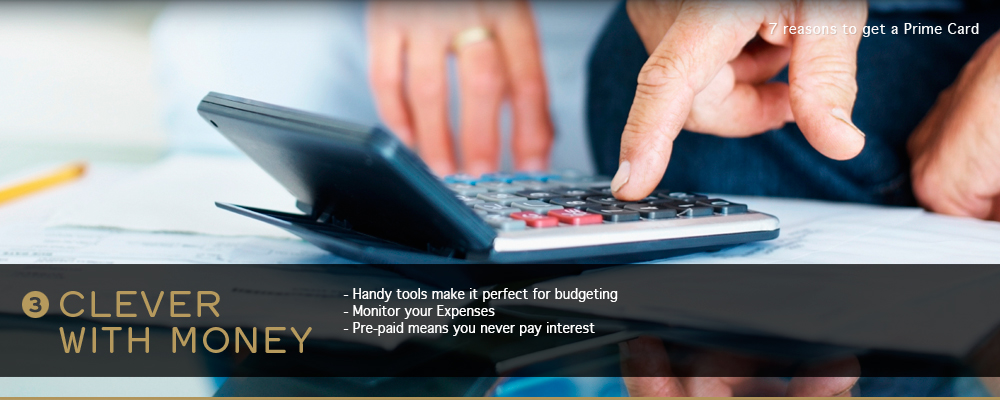 7 reasons to get a Prime Card
3 CLEVER
WITH MONEY
- Handy tools make it perfect for budgeting
- Monitor your Expenses
- Pre-paid means you never pay interest